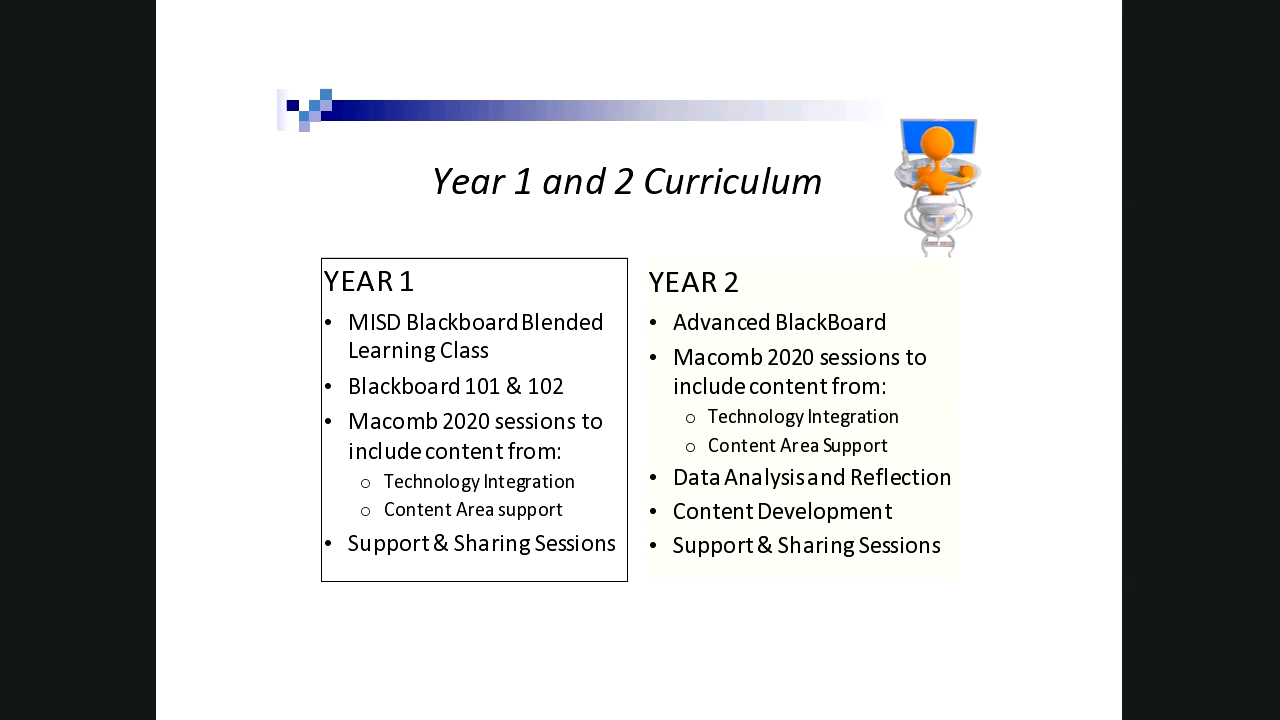 Year 1 and 2 Curriculum
YEAR 1
• MISD Blackboard Blended
Learning Class
• Blackboard 101 & 102
• Macomb 2020 sessions to
include content from:
o Technology Integration
o Content Area support
• Support & Sharing Sessions
YEAR 2
• Advanced BlackBoard
• Macomb 2020 sessions to
include content from:
o Technology Integration
o Content Area Support
• Data Analysis and Reflection
• Content Development
• Support & Sharing Sessions